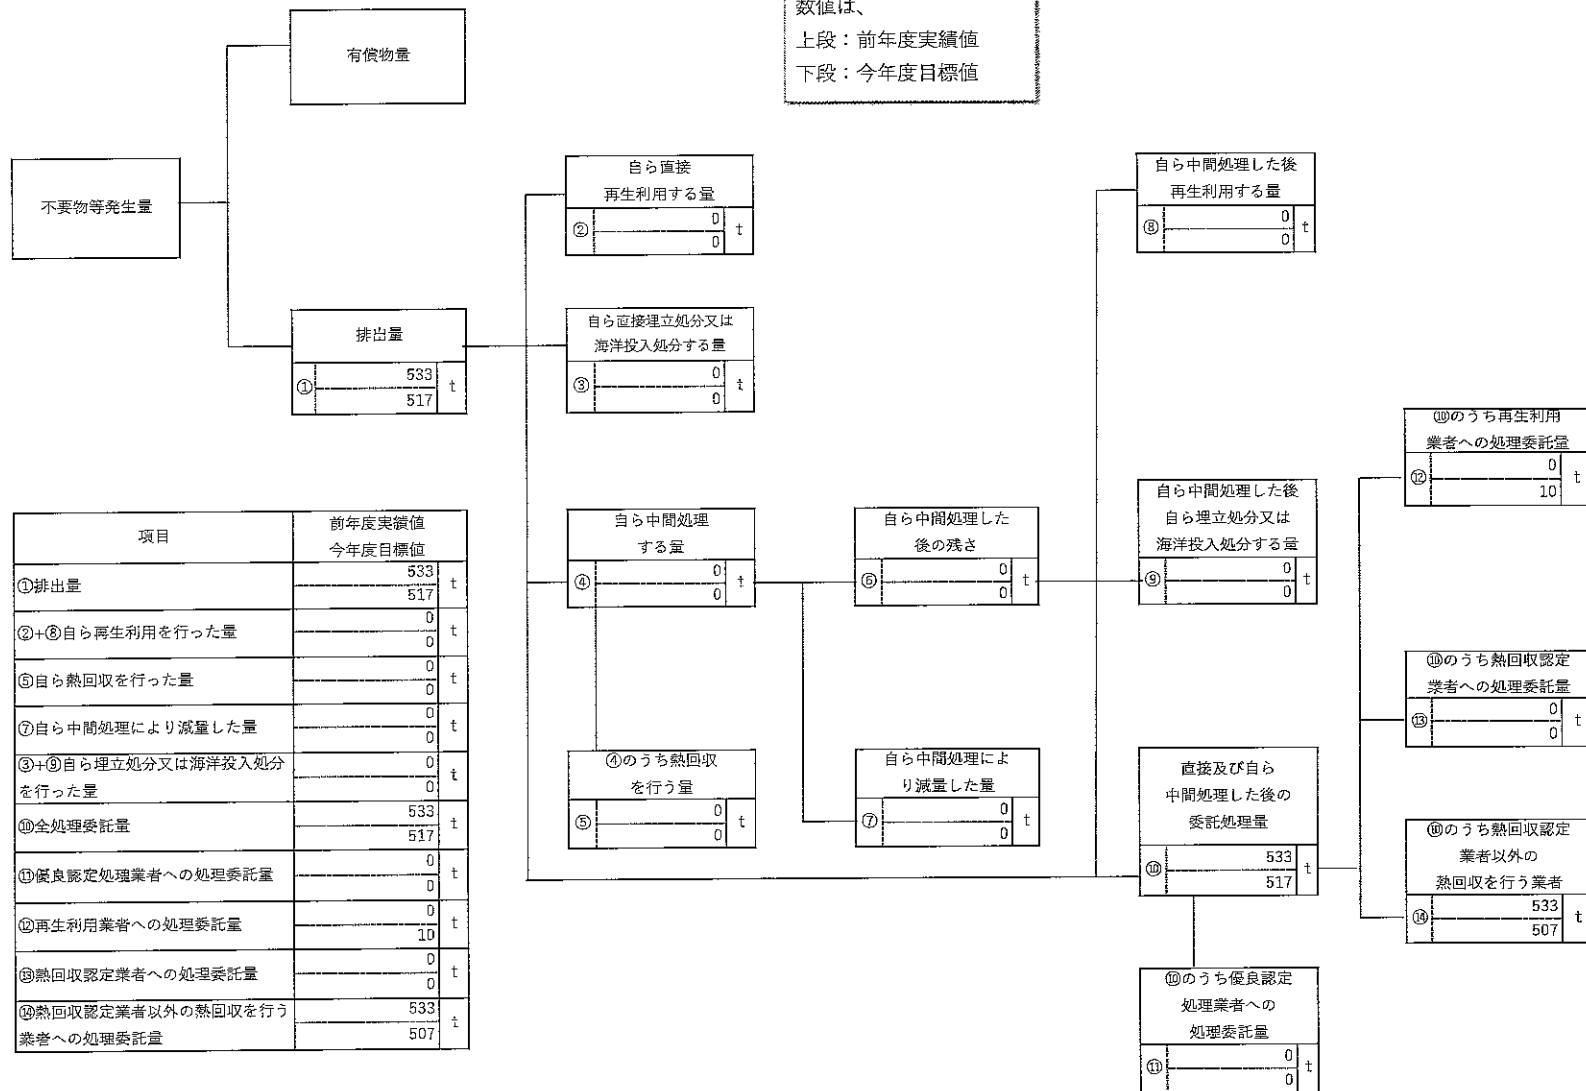 数値は、
上段：前年度実績値
下段：今年度目標値
有償物量
不要物等発生量
排出量
①
533
517
t
自ら直接
再生利用する量
②
0
0
t
自ら直接埋立処分又は
海洋投入処分する量
③
0
0
t
自ら中間処理
する量
④
0
0
t
④のうち熱回収
を行う量
⑤
0
0
t
自ら中間処理した
後の残さ
⑥
0
0
t
自ら中間処理によ
り減量した量
⑦
0
0
t
自ら中間処理した後
再生利用する量
⑧
0
0
t
自ら中間処理した後
自ら埋立処分又は
海洋投入処分する量
⑨
0
0
t
直接及び自ら
中間処理した後の
委託処理量
⑩
533
517
t
⑩のうち優良認定
処理業者への
処理委託量
⑪
0
0
t
⑩のうち再生利用
業者への処理委託量
⑫
0
10
t
⑩のうち熱回収認定
業者への処理委託量
⑬
0
0
t
⑩のうち熱回収認定
業者以外の
熱回収を行う業者
⑭
533
507
t
項目
前年度実績値
今年度目標値
①排出量
533
517
t
②+⑧自ら再生利用を行った量
0
0
t
⑤自ら熱回収を行った量
0
0
t
⑦自ら中間処理により減量した量
0
0
t
③+⑨自ら埋立処分又は海洋投入処分
を行った量
0
0
t
⑩全処理委託量
533
517
t
⑪優良認定処理業者への処理委託量
0
0
t
⑫再生利用業者への処理委託量
0
10
t
⑬熱回収認定業者への処理委託量
0
0
t
⑭熱回収認定業者以外の熱回収を行う
業者への処理委託量
533
507
t